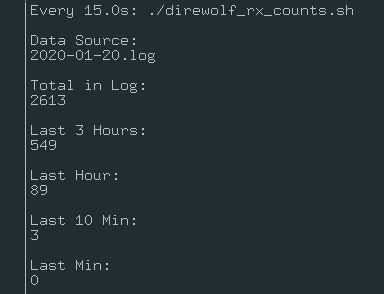 Every 15.0s: ./direwolf_rx_counts.sh
Data Source:
2020-01-20.log
Total in Log:
2613
Last 3 Hours:
549
Last Hour:
89
Last 10 Min:
3
Last Min:
0